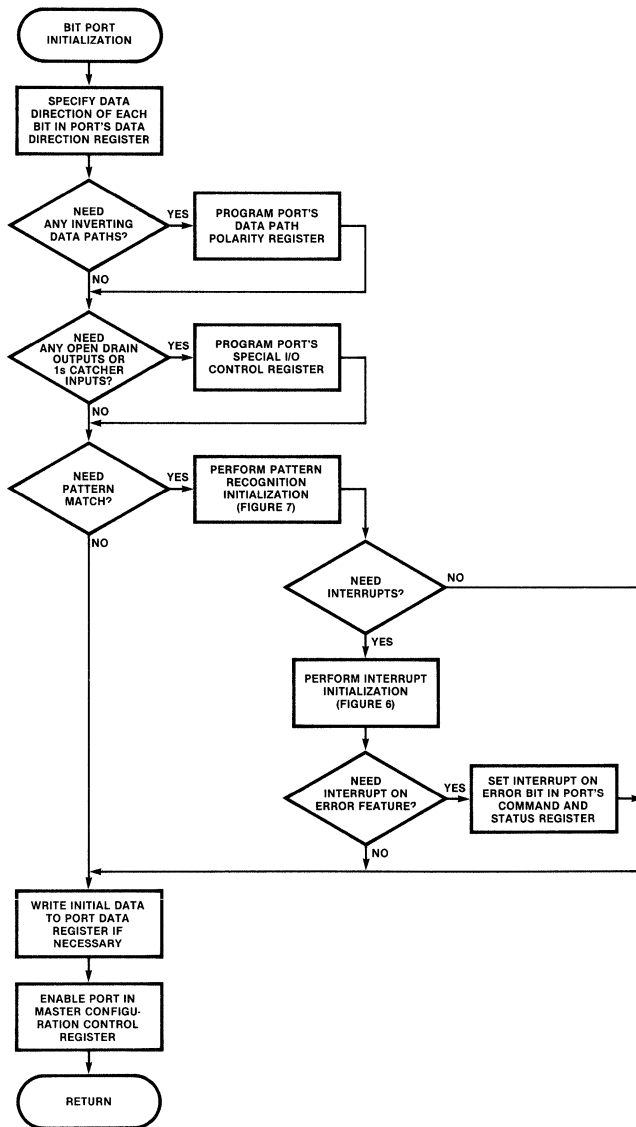 BIT PORT
INITIALIZATION
SPECIFY DATA
DIRECTION OF EACH
BIT IN PORT'S DATA
DIRECTION REGISTER
NEED
ANY INVERTING
DATA PATHS?
YES
PROGRAM PORT'S
DATA PATH
POLARITY REGISTER
NO
NEED
ANY OPEN DRAIN
OUTPUTS OR
1s CATCHER
INPUTS?
YES
PROGRAM PORT'S
SPECIAL I/O
CONTROL REGISTER
NO
NEED
PATTERN
MATCH?
YES
PERFORM PATTERN
RECOGNITION
INITIALIZATION
(FIGURE 7)
NO
NEED
INTERRUPTS?
NO
YES
PERFORM INTERRUPT
INITIALIZATION
(FIGURE 6)
NEED
INTERRUPT ON
ERROR FEATURE?
YES
SET INTERRUPT ON
ERROR BIT IN PORT'S
COMMAND AND
STATUS REGISTER
NO
WRITE INITIAL DATA
TO PORT DATA
REGISTER IF
NECESSARY
ENABLE PORT IN
MASTER CONFIGU-
RATION CONTROL
REGISTER
RETURN